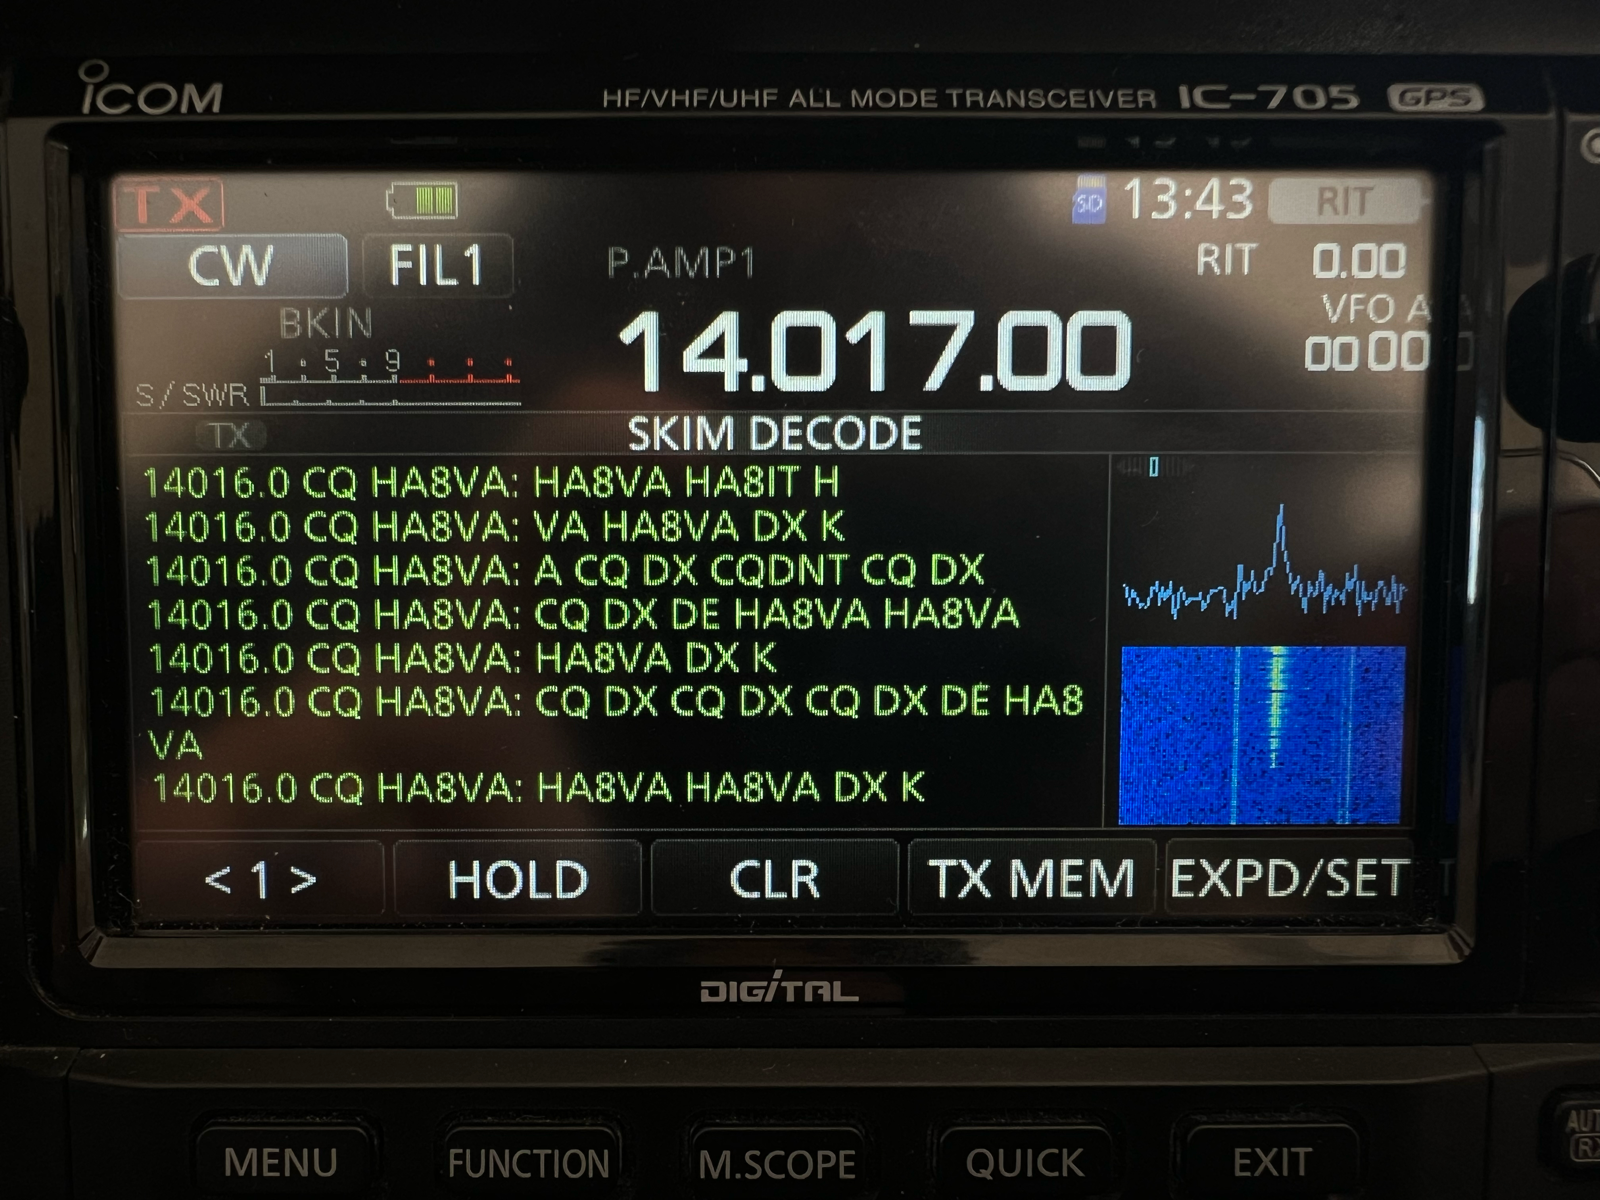 ICOM
HF/VHF/UHF ALL MODE TRANSCEIVER IC-705 GPS
TX SD 13:43 RIT
CW FIL1 P.AMP1 RIT 0.00
BKIN 14.017.00 VFO A
1 5 9 0000
S/SWR
TX SKIM DECODE
14016.0 CQ HA8VA: HA8VA HA8IT H
14016.0 CQ HA8VA: VA HA8VA DX K
14016.0 CQ HA8VA: A CQ DX CQDNT CQ DX
14016.0 CQ HA8VA: CQ DX DE HA8VA HA8VA
14016.0 CQ HA8VA: HA8VA DX K
14016.0 CQ HA8VA: CQ DX CQ DX CQ DX DE HA8
VA
14016.0 CQ HA8VA: HA8VA HA8VA DX K
< 1 > HOLD CLR TX MEM EXPD/SET
DIGITAL
MENU FUNCTION M.SCOPE QUICK EXIT